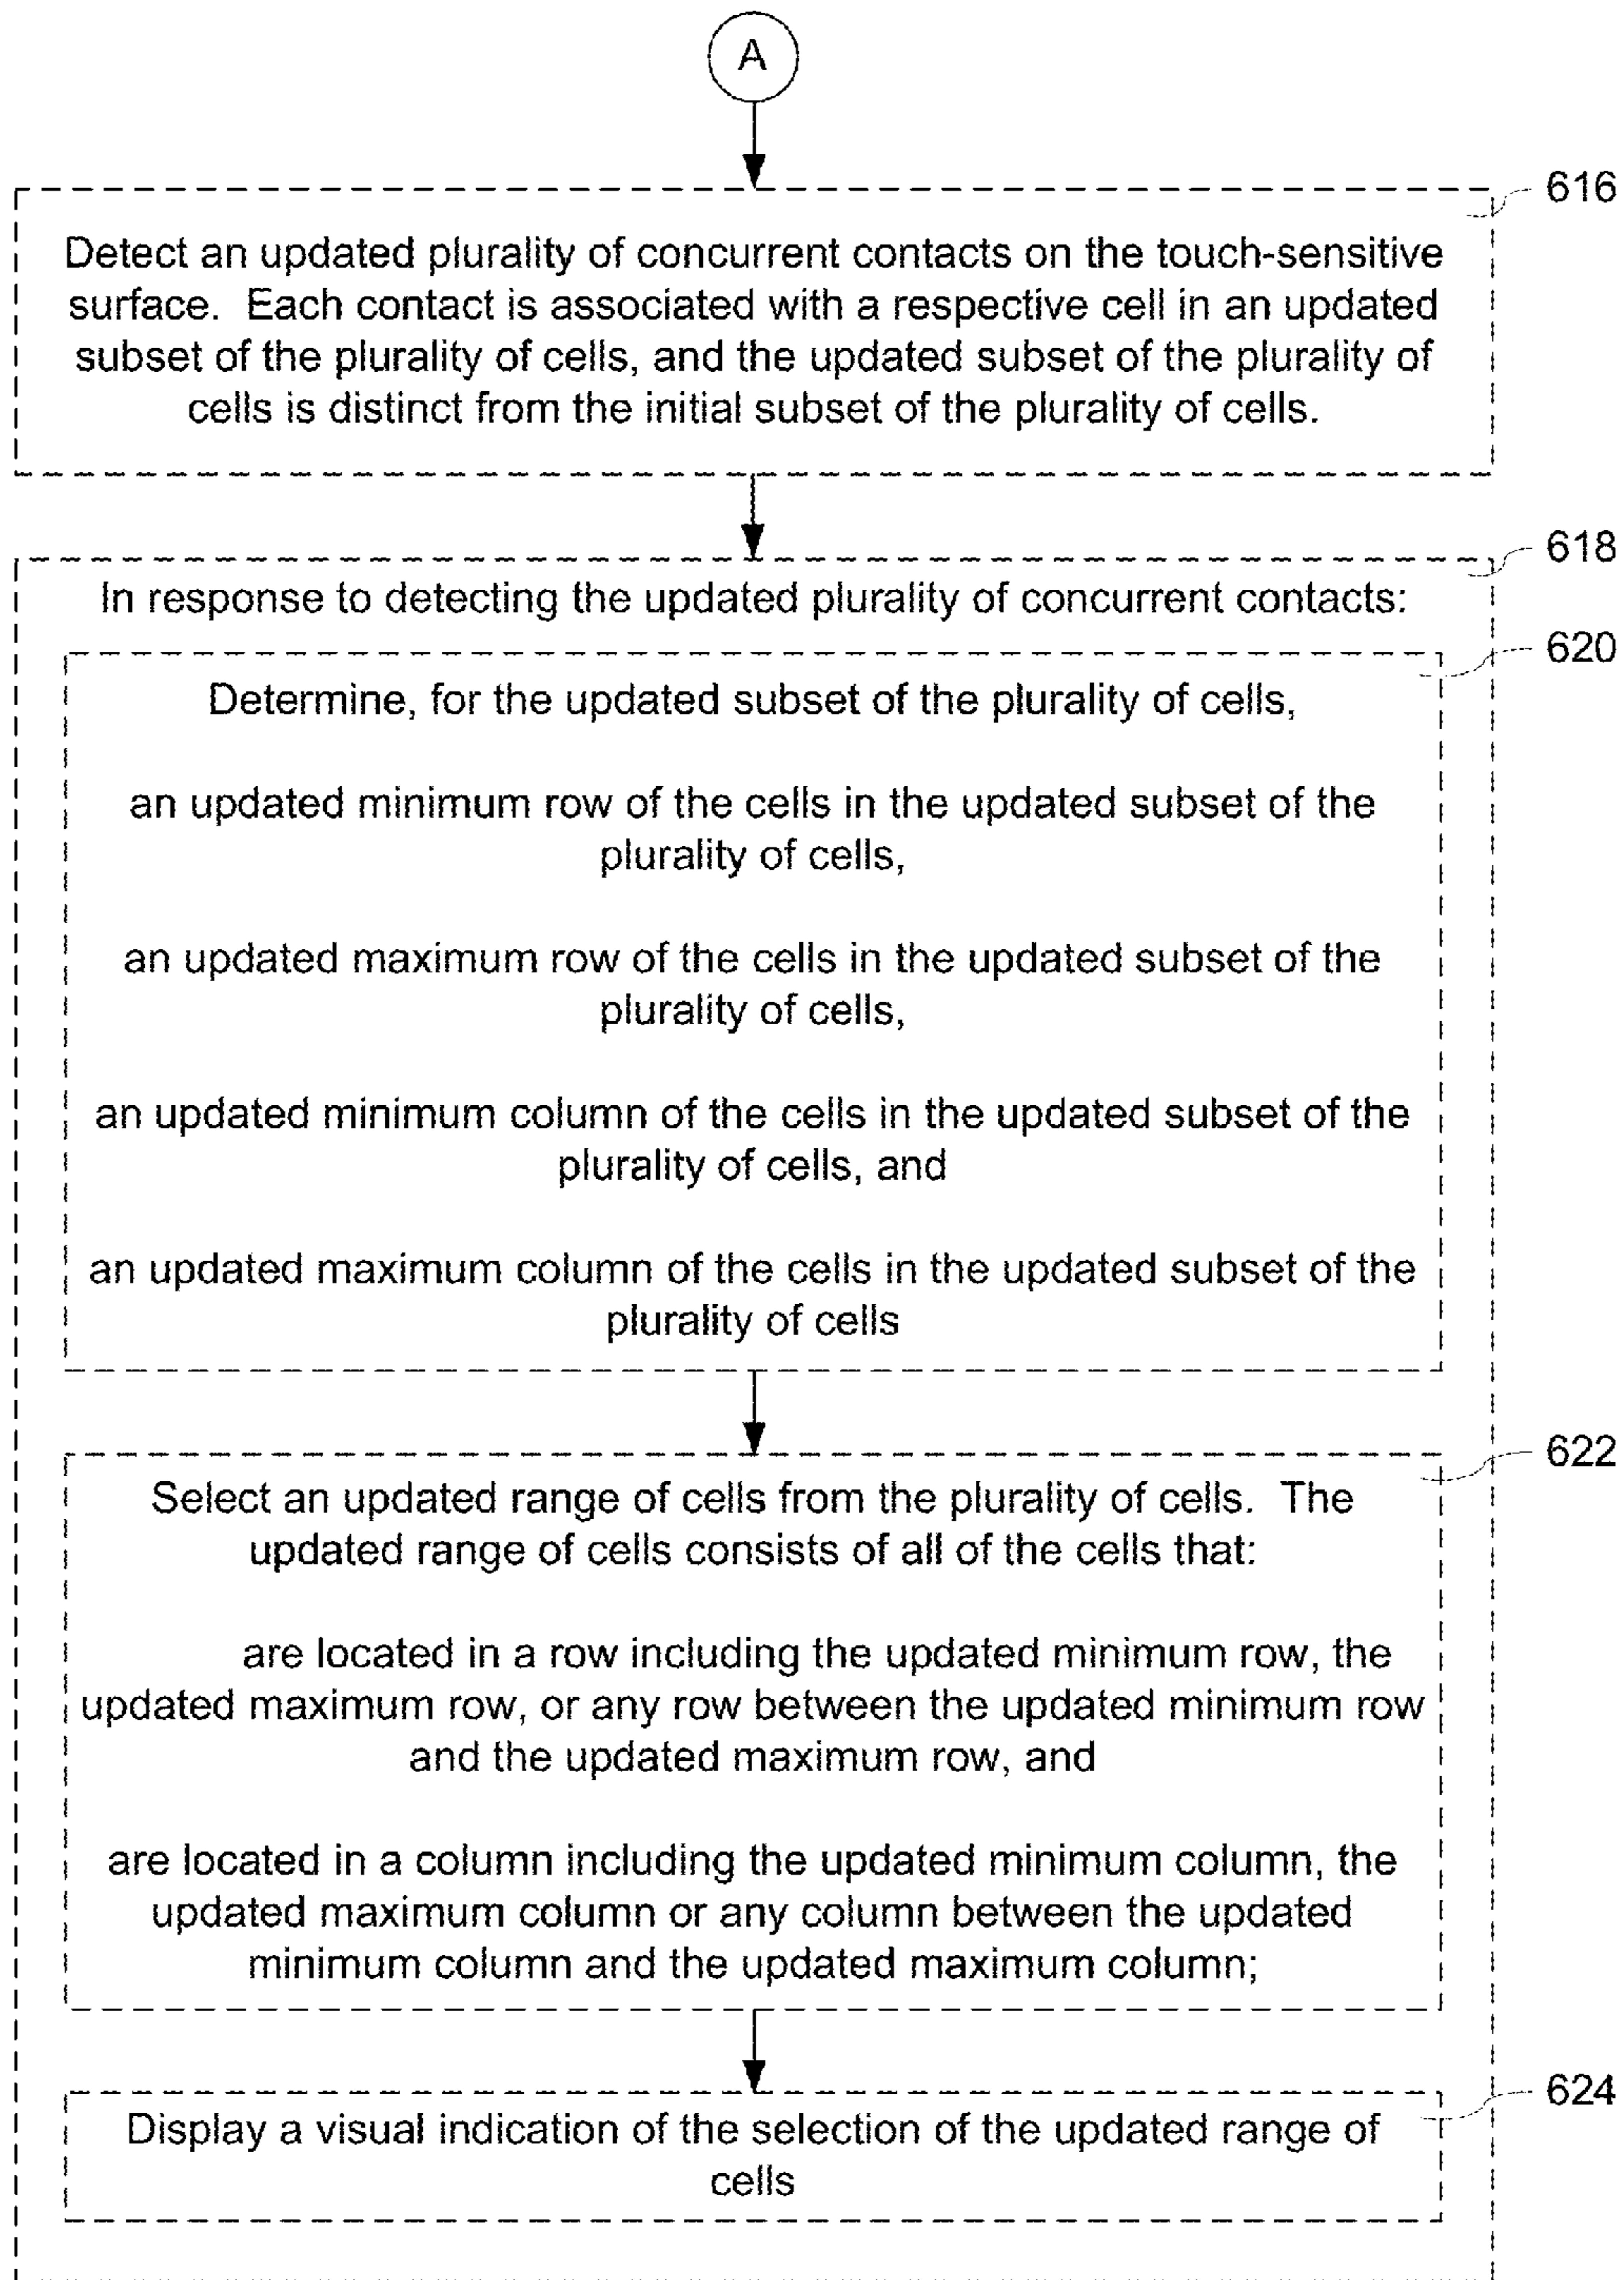 A
616
Detect an updated plurality of concurrent contacts on the touch-sensitive
surface. Each contact is associated with a respective cell in an updated
subset of the plurality of cells, and the updated subset of the plurality of
cells is distinct from the initial subset of the plurality of cells.
618
In response to detecting the updated plurality of concurrent contacts:
620
Determine, for the updated subset of the plurality of cells,
an updated minimum row of the cells in the updated subset of the
plurality of cells,
an updated maximum row of the cells in the updated subset of the
plurality of cells,
an updated minimum column of the cells in the updated subset of the
plurality of cells, and
an updated maximum column of the cells in the updated subset of the
plurality of cells
622
Select an updated range of cells from the plurality of cells. The
updated range of cells consists of all of the cells that:
are located in a row including the updated minimum row, the
updated maximum row, or any row between the updated minimum row
and the updated maximum row, and
are located in a column including the updated minimum column, the
updated maximum column or any column between the updated
minimum column and the updated maximum column;
624
Display a visual indication of the selection of the updated range of
cells